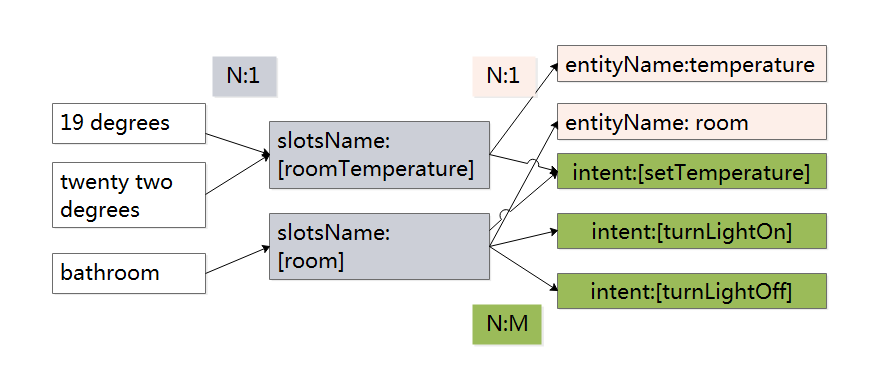 N:1
N:1
entityName:temperature
19 degrees
entityName: room
slotsName:
[roomTemperature]
twenty two
degrees
intent:[setTemperature]
slotsName:
[room]
intent:[turnLightOn]
bathroom
intent:[turnLightOff]
N:M